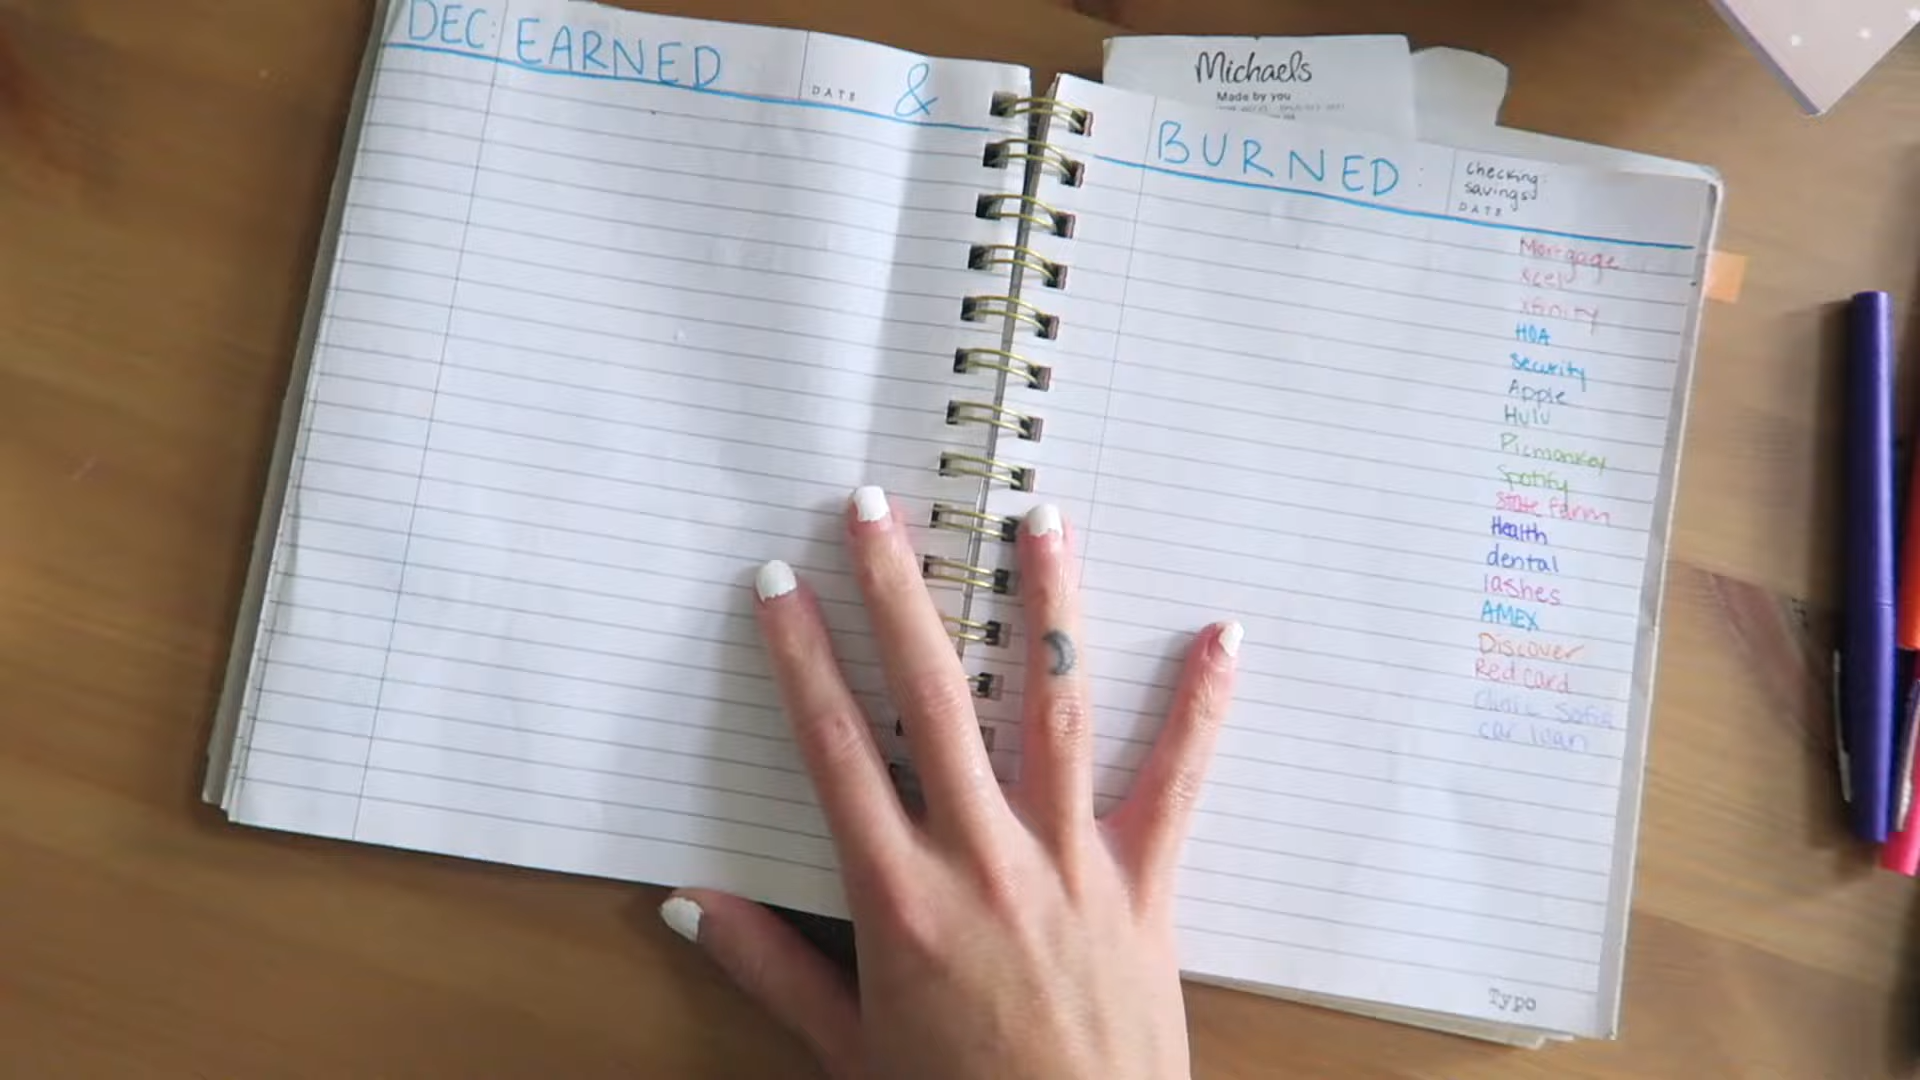 DEC: EARNED
DATE
&
Michaels
Made by you
BURNED:
checking:
savings:
DATE
Mortgage
xcel
xfinity
HOA
Security
Apple
Hulu
Picmonkey
Spotify
State farm
Health
dental
lashes
AMEX
Discover
Red card
car loan
Typo